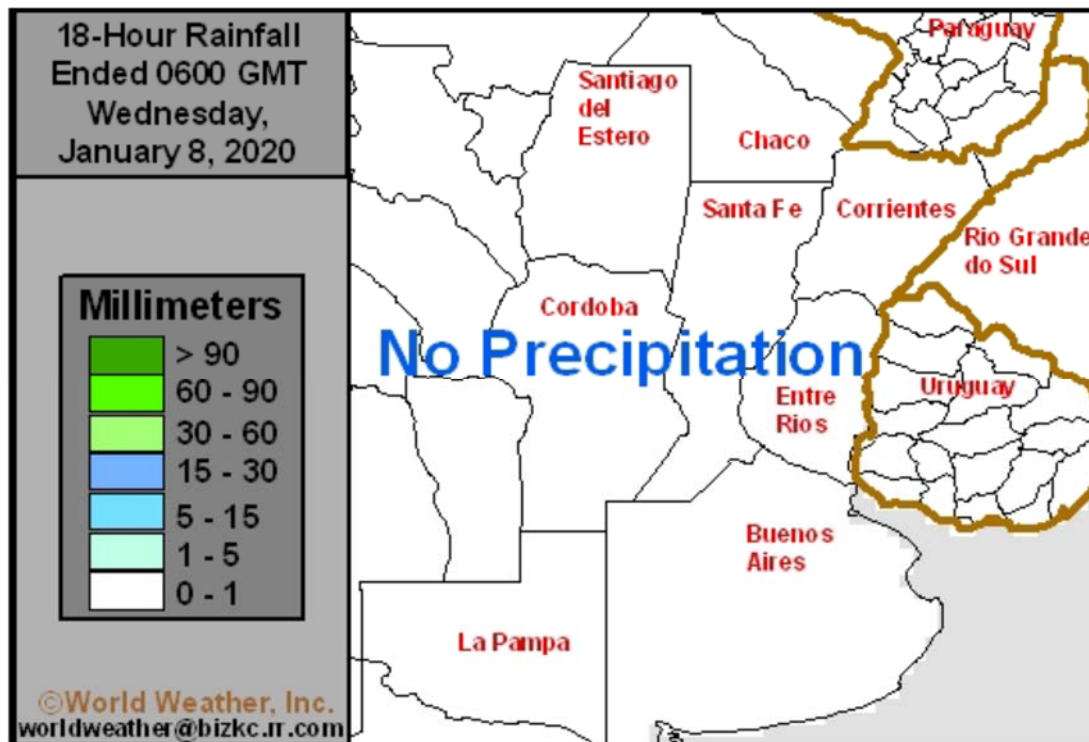 18-Hour Rainfall
Ended 0600 GMT
Wednesday,
January 8, 2020
Millimeters
> 90
60 - 90
30 - 60
15 - 30
5 - 15
1 - 5
0 - 1
©World Weather, Inc.
worldweather@bizkc.rr.com
Paraguay
Santiago
del
Estero
Chaco
Santa Fe
Corrientes
Rio Grande
do Sul
Cordoba
No Precipitation
Uruguay
Entre
Rios
Buenos
Aires
La Pampa